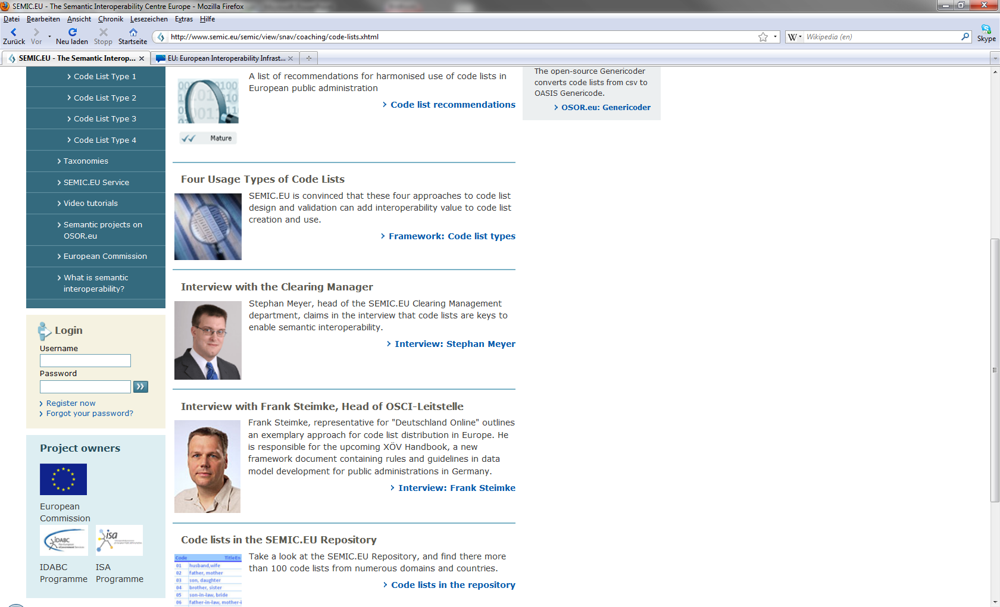 SEMIC.EU - The Semantic Interoperability Centre Europe - Mozilla Firefox
Datei Bearbeiten Ansicht Chronik Lesezeichen Extras Hilfe
Zurück Vor Neu laden Stopp Startseite
http://www.semic.eu/semic/view/snav/coaching/code-lists.xhtml
W Wikipedia (en)
Skype
SEMIC.EU - The Semantic Interop...
EU: European Interoperability Infrast...
Code List Type 1
Code List Type 2
Code List Type 3
Code List Type 4
Taxonomies
SEMIC.EU Service
Video tutorials
Semantic projects on
OSOR.eu
European Commission
What is semantic
interoperability?
Login
Username
Password
Register now
Forgot your password?
Project owners
European
Commission
IDABC
isa
IDABC
Programme
ISA
Programme
A list of recommendations for harmonised use of code lists in
European public administration
Code list recommendations
Mature
Four Usage Types of Code Lists
SEMIC.EU is convinced that these four approaches to code list
design and validation can add interoperability value to code list
creation and use.
Framework: Code list types
Interview with the Clearing Manager
Stephan Meyer, head of the SEMIC.EU Clearing Management
department, claims in the interview that code lists are keys to
enable semantic interoperability.
Interview: Stephan Meyer
Interview with Frank Steimke, Head of OSCI-Leitstelle
Frank Steimke, representative for "Deutschland Online" outlines
an exemplary approach for code list distribution in Europe. He
is responsible for the upcoming XÖV Handbook, a new
framework document containing rules and guidelines in data
model development for public administrations in Germany.
Interview: Frank Steimke
Code lists in the SEMIC.EU Repository
Code TitleEn
01 husband,wife
02 father, mother
03 son, daughter
04 brother, sister
05 son-in-law, bride
06 father-in-law, mother-i
Take a look at the SEMIC.EU Repository, and find there more
than 100 code lists from numerous domains and countries.
Code lists in the repository
The open-source Genericoder
converts code lists from csv to
OASIS Genericode.
OSOR.eu: Genericoder